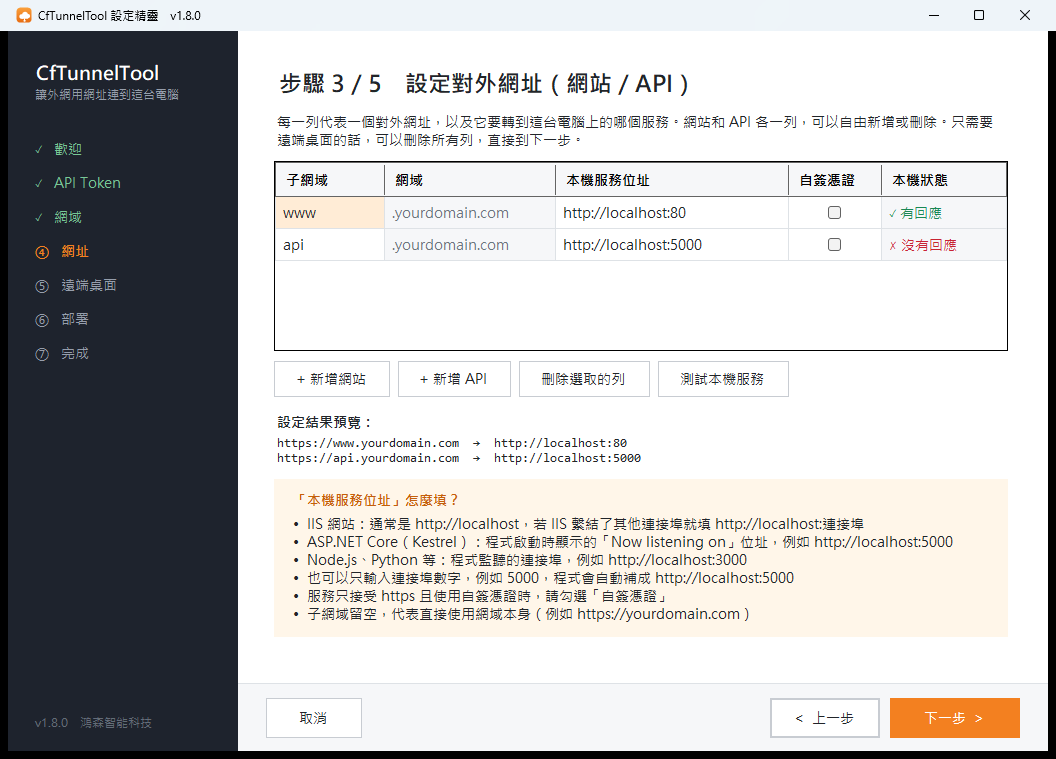 CfTunnelTool 設定精靈 v1.8.0
CfTunnelTool
讓外網用網址連到這台電腦
✓ 歡迎
✓ API Token
✓ 網域
④ 網址
⑤ 遠端桌面
⑥ 部署
⑦ 完成
v1.8.0 鴻森智能科技
步驟 3 / 5 設定對外網址（網站 / API）
每一列代表一個對外網址，以及它要轉到這台電腦上的哪個服務。網站和 API 各一列，可以自由新增或刪除。只需要
遠端桌面的話，可以刪除所有列，直接到下一步。
子網域 網域 本機服務位址 自簽憑證 本機狀態
www .yourdomain.com http://localhost:80 ✓ 有回應
api .yourdomain.com http://localhost:5000 ✗ 沒有回應
+ 新增網站 + 新增 API 刪除選取的列 測試本機服務
設定結果預覽：
https://www.yourdomain.com → http://localhost:80
https://api.yourdomain.com → http://localhost:5000
「本機服務位址」怎麼填？
• IIS 網站：通常是 http://localhost，若 IIS 繫結了其他連接埠就填 http://localhost:連接埠
• ASP.NET Core（Kestrel）：程式啟動時顯示的「Now listening on」位址，例如 http://localhost:5000
• Node.js、Python 等：程式監聽的連接埠，例如 http://localhost:3000
• 也可以只輸入連接埠數字，例如 5000，程式會自動補成 http://localhost:5000
• 服務只接受 https 且使用自簽憑證時，請勾選「自簽憑證」
• 子網域留空，代表直接使用網域本身（例如 https://yourdomain.com）
取消 < 上一步 下一步 >